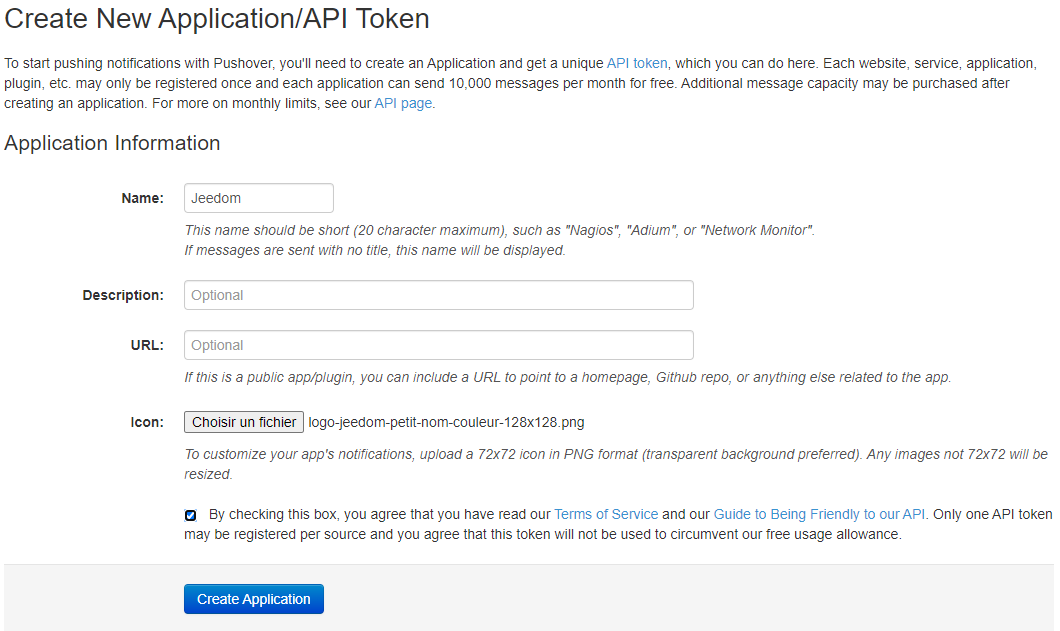 Create New Application/API Token
To start pushing notifications with Pushover, you'll need to create an Application and get a unique API token, which you can do here. Each website, service, application,
plugin, etc. may only be registered once and each application can send 10,000 messages per month for free. Additional message capacity may be purchased after
creating an application. For more on monthly limits, see our API page.
Application Information
Name: Jeedom
This name should be short (20 character maximum), such as "Nagios", "Adium", or "Network Monitor".
If messages are sent with no title, this name will be displayed.
Description: Optional
URL: Optional
If this is a public app/plugin, you can include a URL to point to a homepage, Github repo, or anything else related to the app.
Icon: Choisir un fichier logo-jeedom-petit-nom-couleur-128x128.png
To customize your app's notifications, upload a 72x72 icon in PNG format (transparent background preferred). Any images not 72x72 will be
resized.
By checking this box, you agree that you have read our Terms of Service and our Guide to Being Friendly to our API. Only one API token
may be registered per source and you agree that this token will not be used to circumvent our free usage allowance.
Create Application